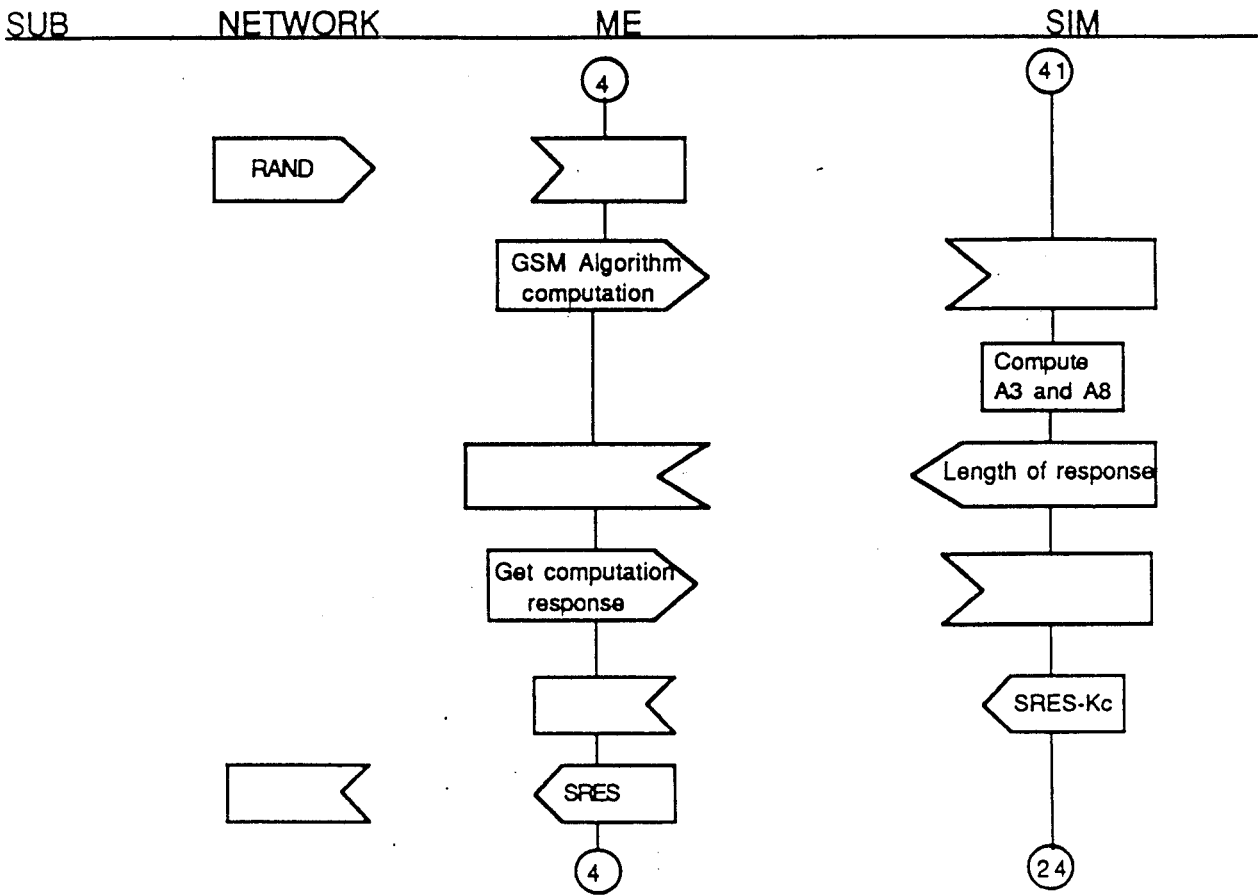 SUB NETWORK ME SIM
4 41
RAND
GSM Algorithm
computation
Compute
A3 and A8
Length of response
Get computation
response
SRES-Kc
SRES
4 24